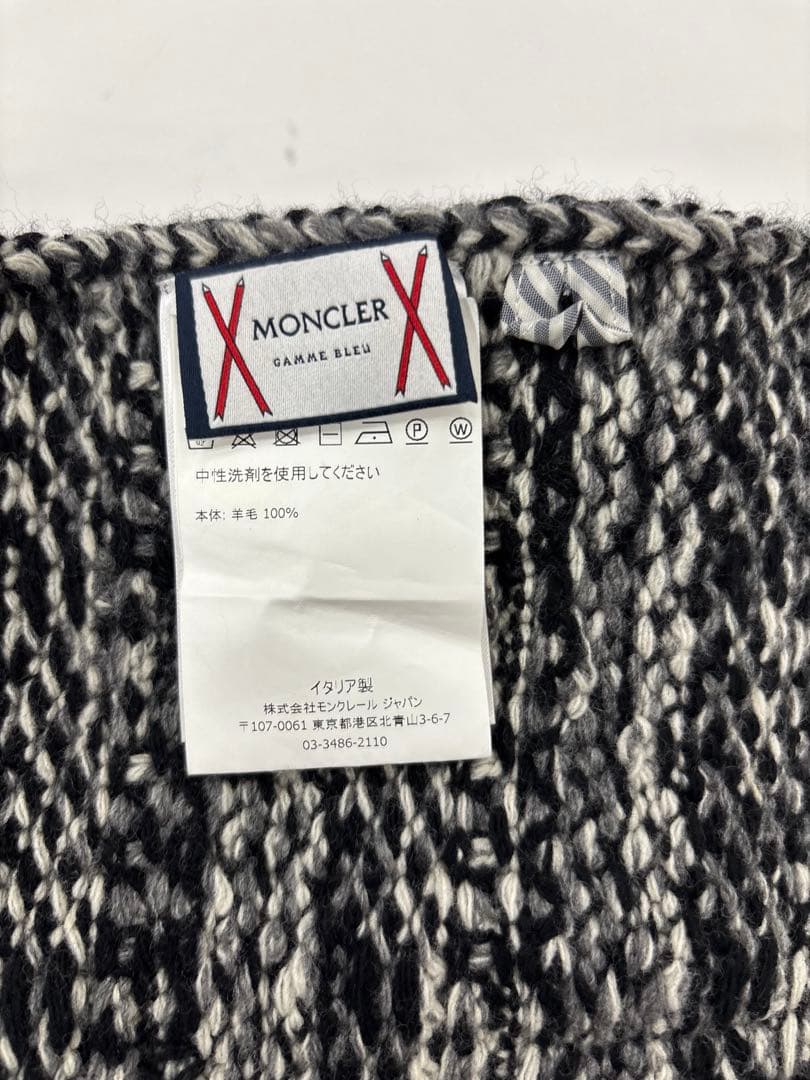 MONCLER
GAMME BLEU
P W
中性洗剤を使用してください
本体: 羊毛 100%
イタリア製
株式会社モンクレール ジャパン
〒107-0061 東京都港区北青山3-6-7
03-3486-2110